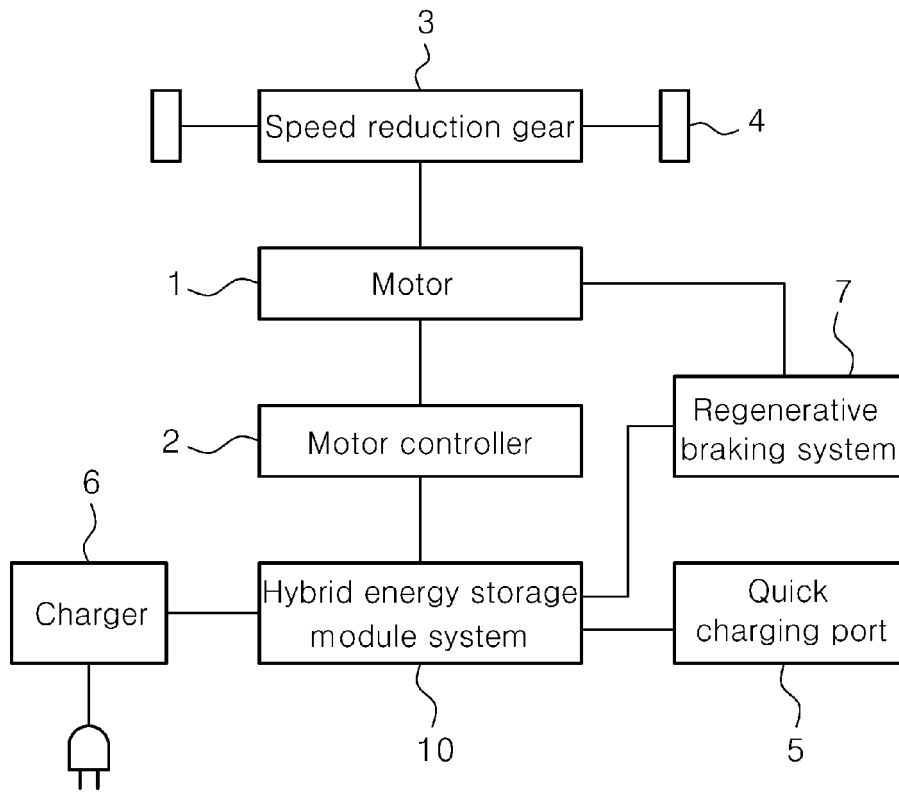 3
Speed reduction gear
4
1
Motor
7
Regenerative
braking system
2
Motor controller
6
Charger
Hybrid energy storage
module system
Quick
charging port
10
5